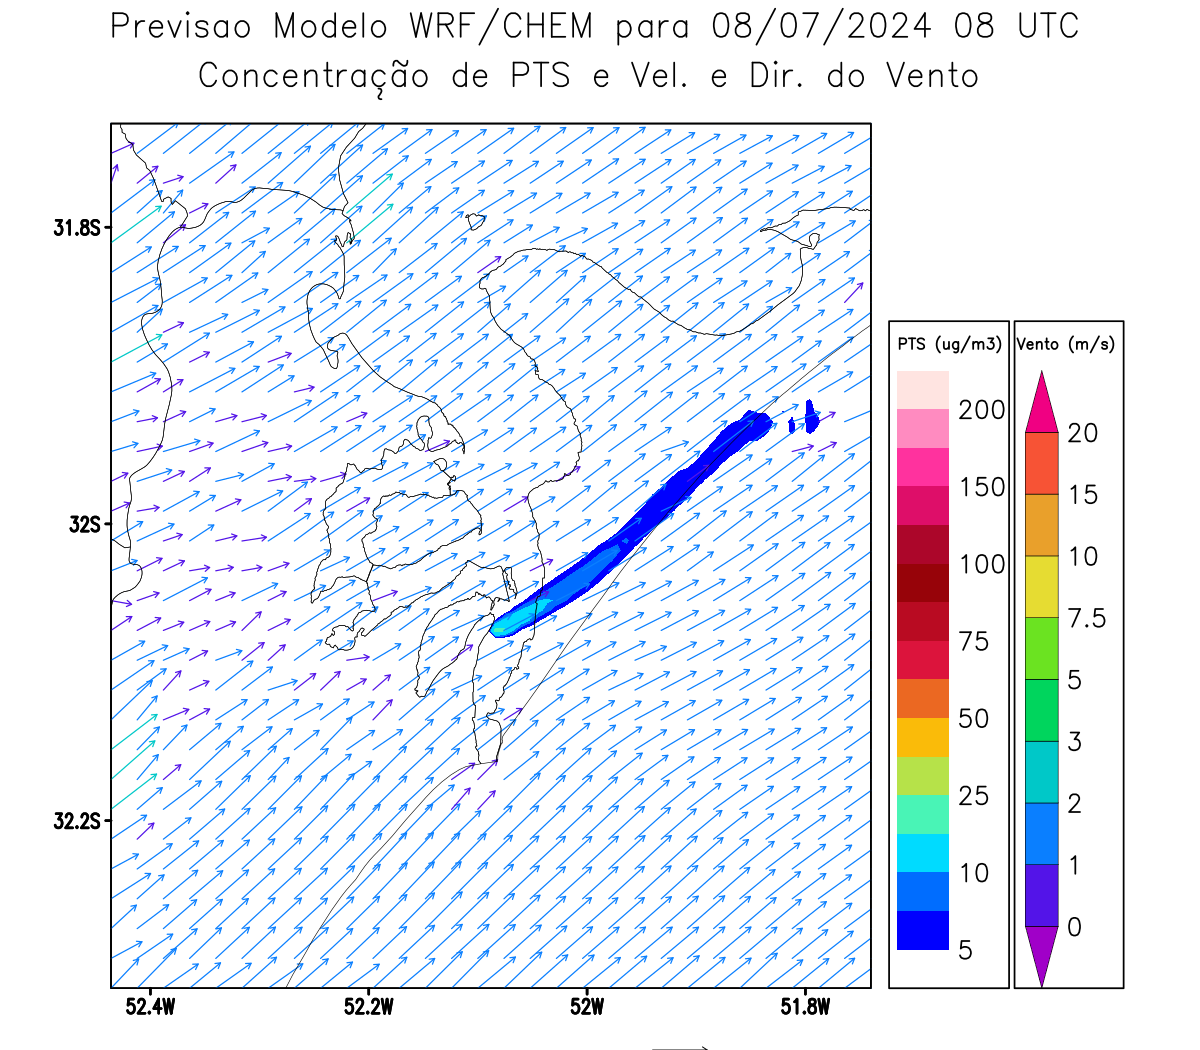 Previsao Modelo WRF/CHEM para 08/07/2024 08 UTC
Concentração de PTS e Vel. e Dir. do Vento
31.8S
32S
32.2S
52.4W
52.2W
52W
51.8W
PTS (ug/m3)
200
150
100
75
50
25
10
5
Vento (m/s)
20
15
10
7.5
5
3
2
1
0